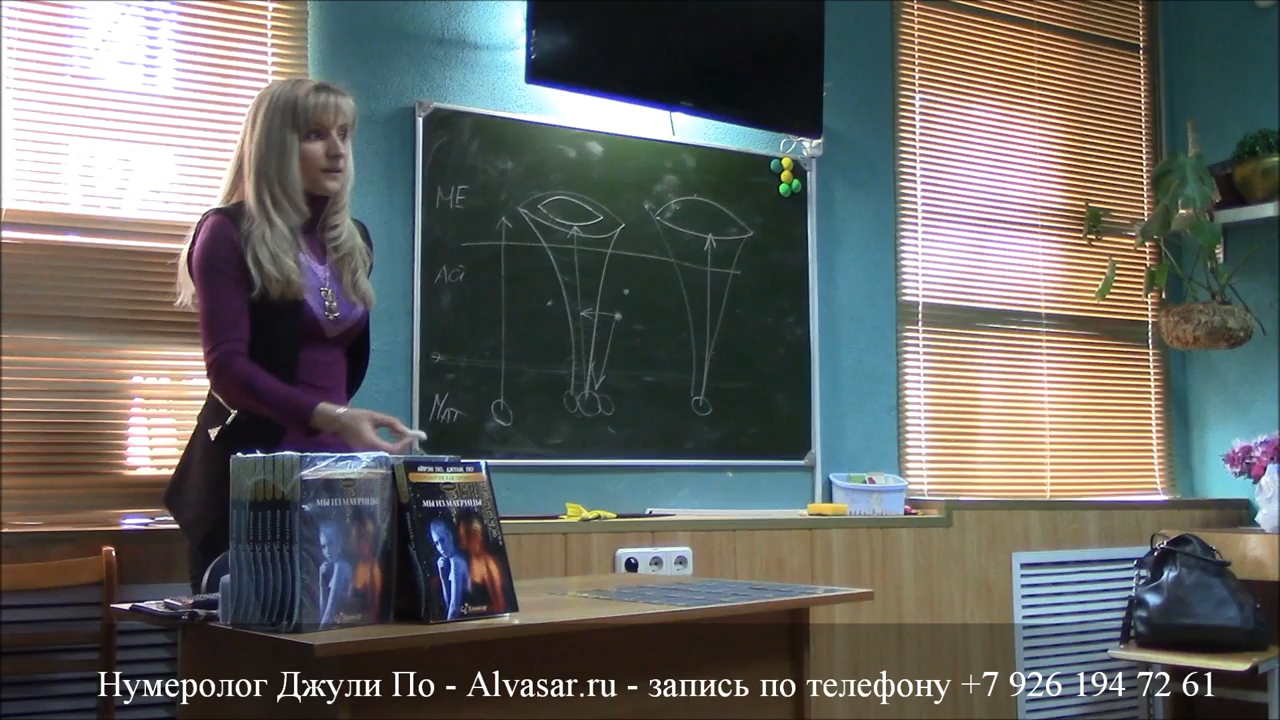 МЕ
АСТ
МАТ
МЫ ИЗ МАТРИЦЫ
МЫ ИЗ МАТРИЦЫ
Нумеролог Джули По - Alvasar.ru - запись по телефону +7 926 194 72 61